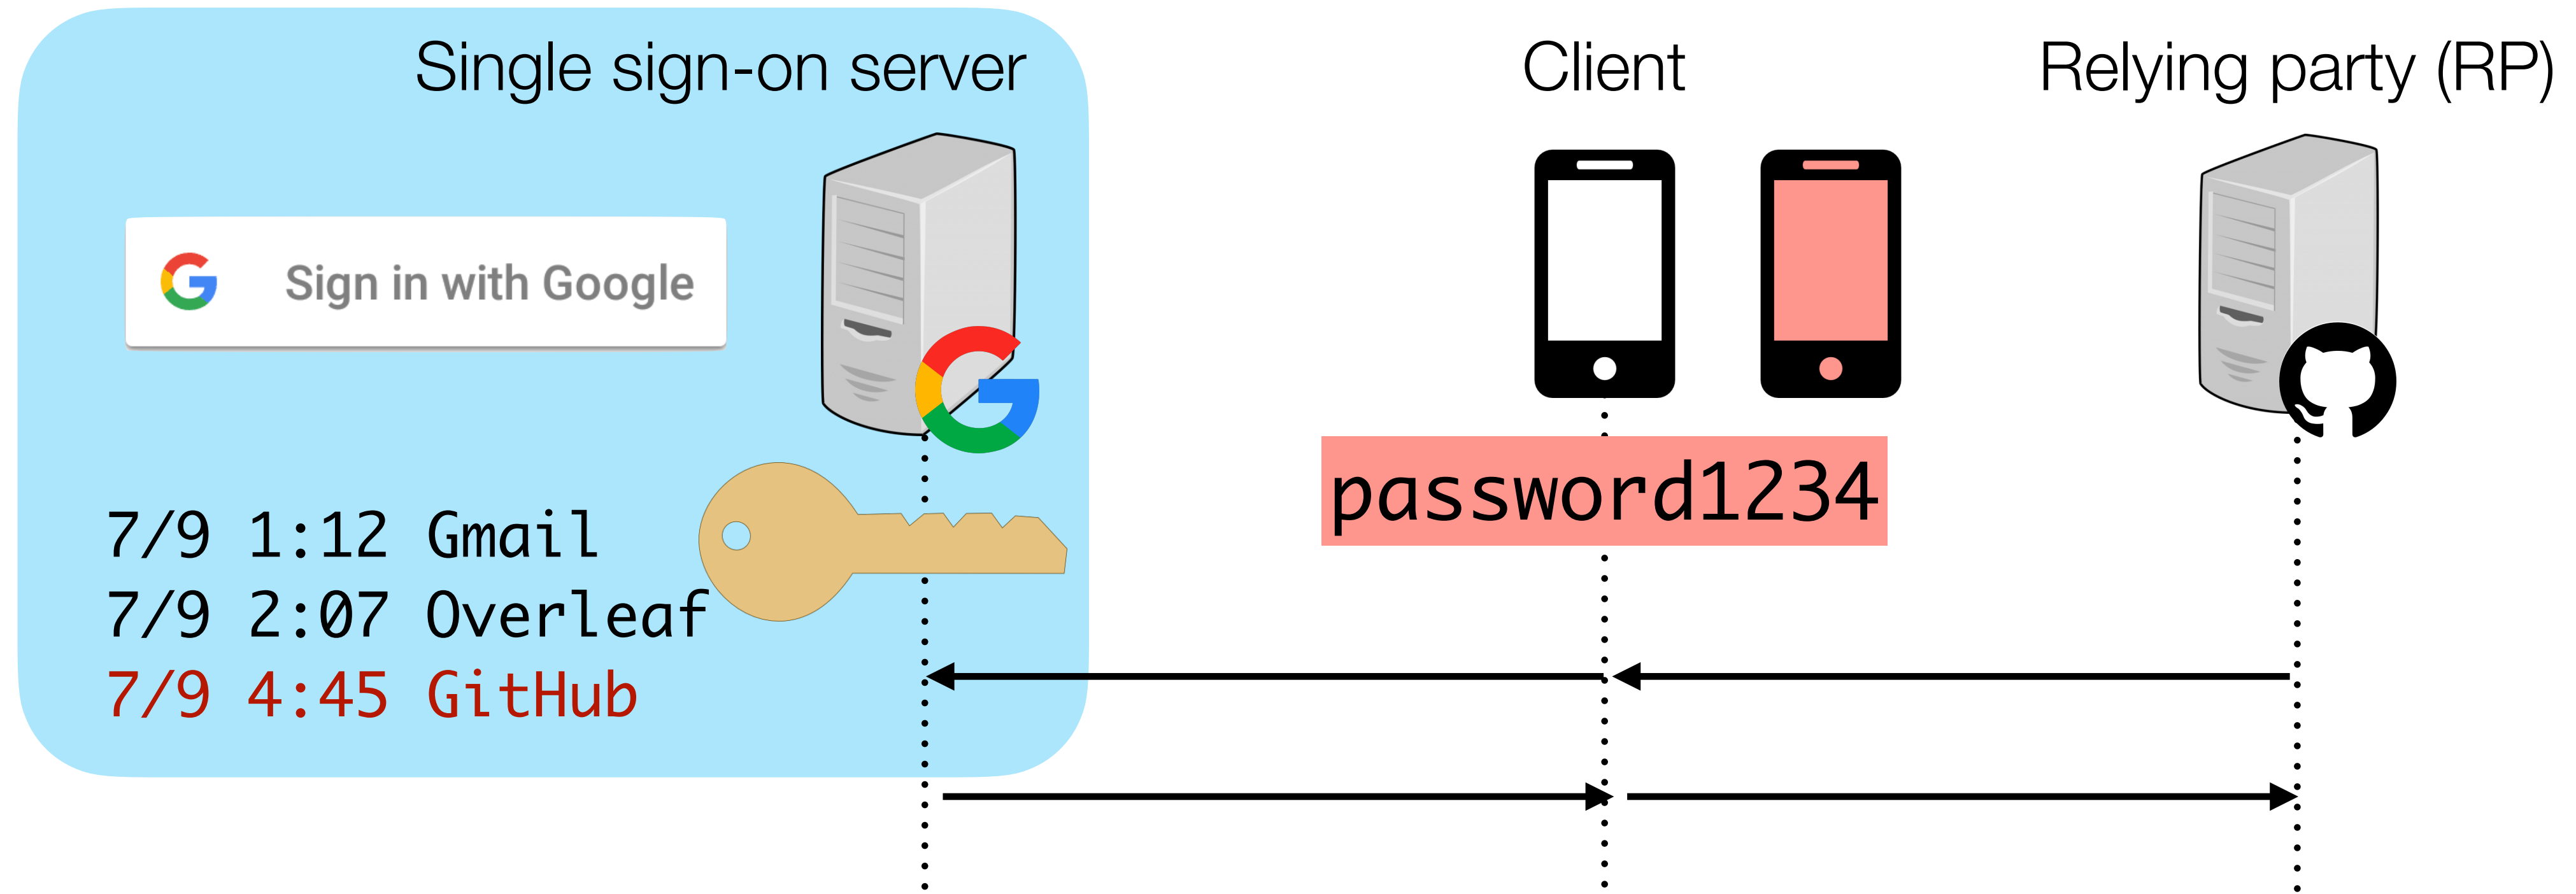 Single sign-on server
Client
Relying party (RP)
Sign in with Google
password1234
7/9 1:12 Gmail
7/9 2:07 Overleaf
7/9 4:45 GitHub